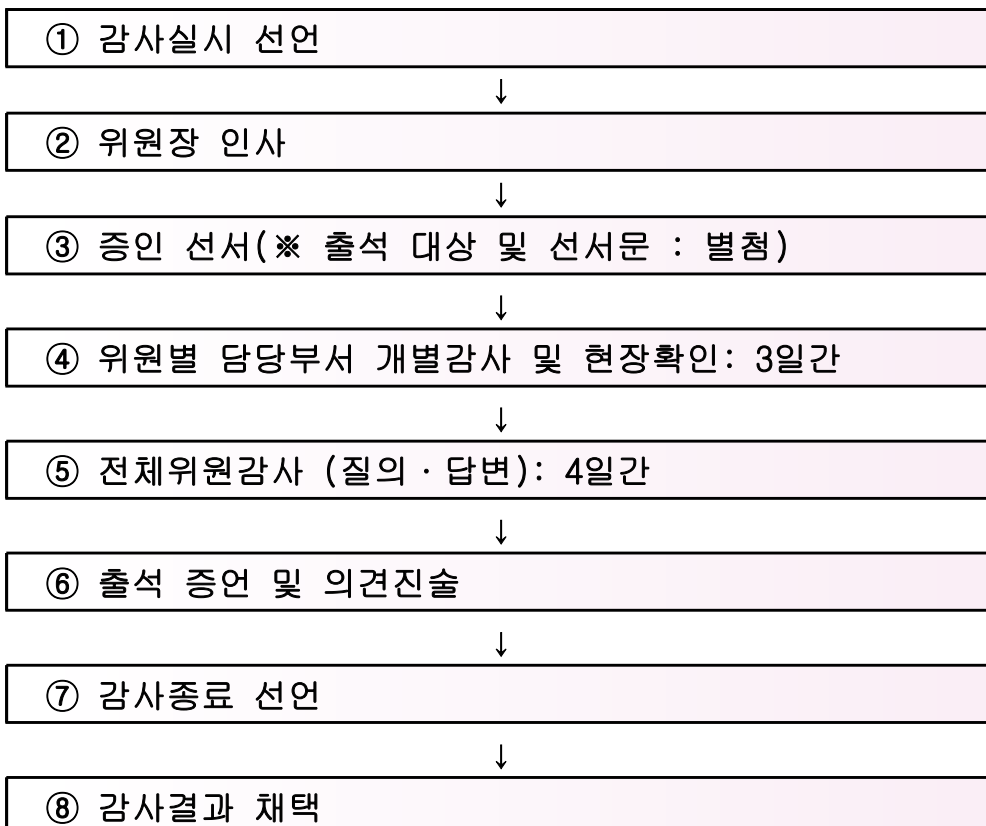 ① 감사실시 선언
↓
② 위원장 인사
↓
③ 증인 선서(※ 출석 대상 및 선서문 : 별첨)
↓
④ 위원별 담당부서 개별감사 및 현장확인: 3일간
↓
⑤ 전체위원감사 (질의 · 답변): 4일간
↓
⑥ 출석 증언 및 의견진술
↓
⑦ 감사종료 선언
↓
⑧ 감사결과 채택